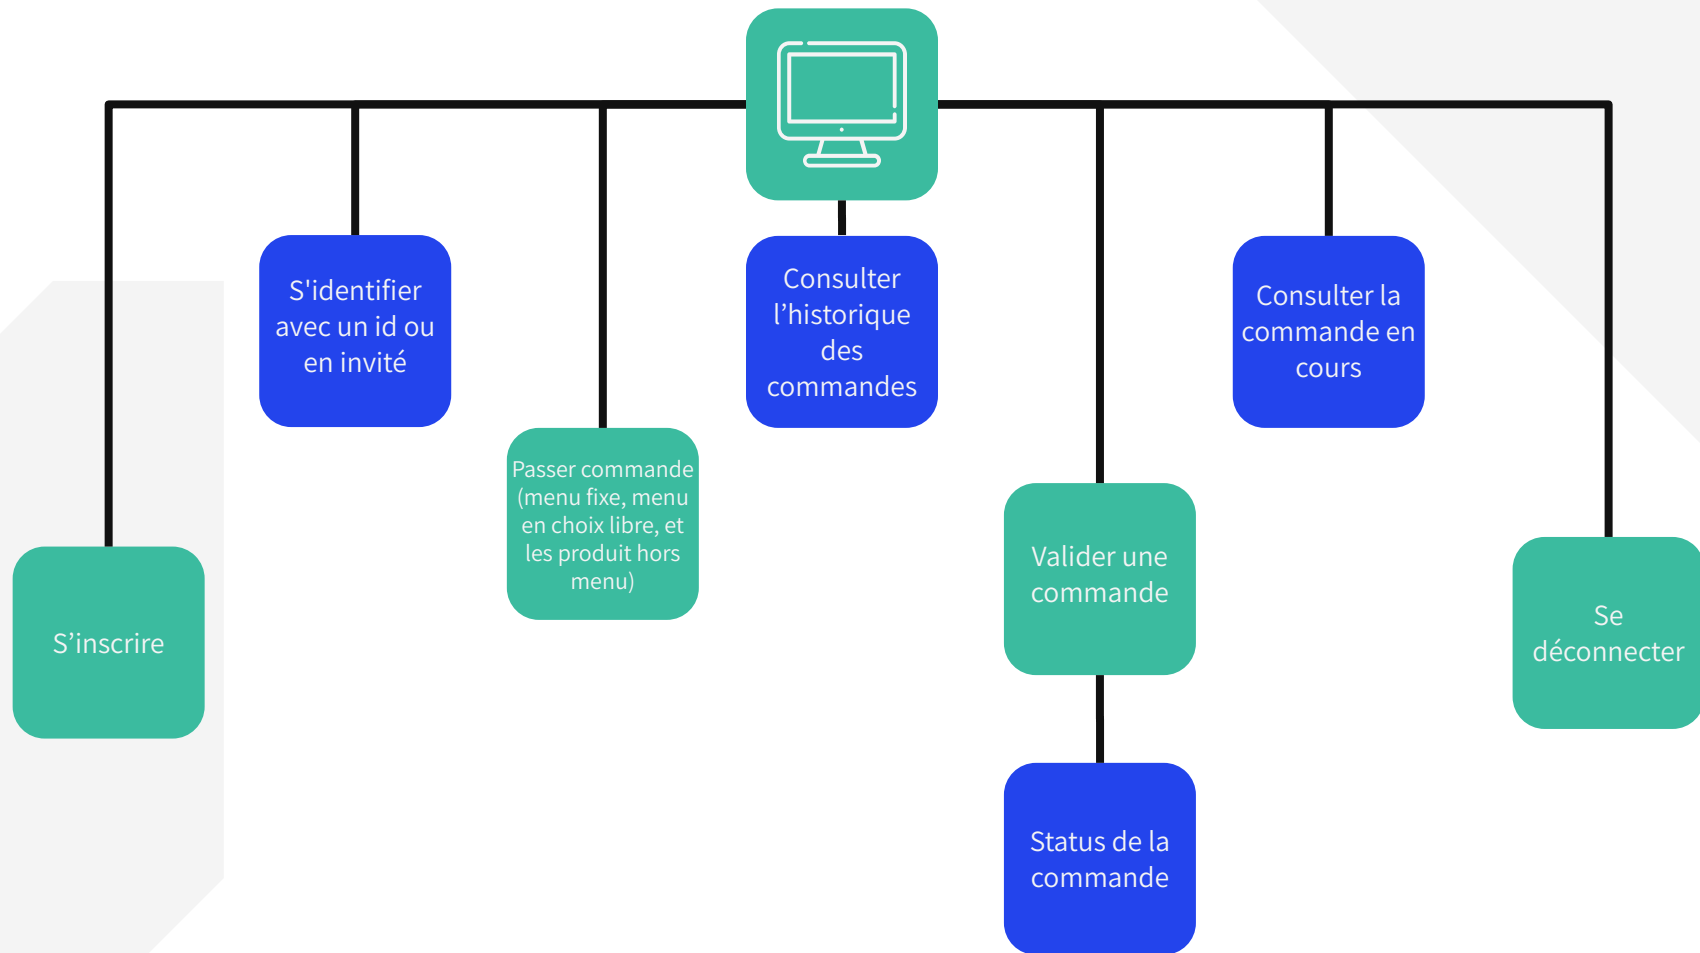 S'identifier
avec un id ou
en invité
Consulter
l’historique
des
commandes
Consulter la
commande en
cours
Passer commande
(menu fixe, menu
en choix libre, et
les produit hors
menu)
Valider une
commande
S’inscrire
Se
déconnecter
Status de la
commande